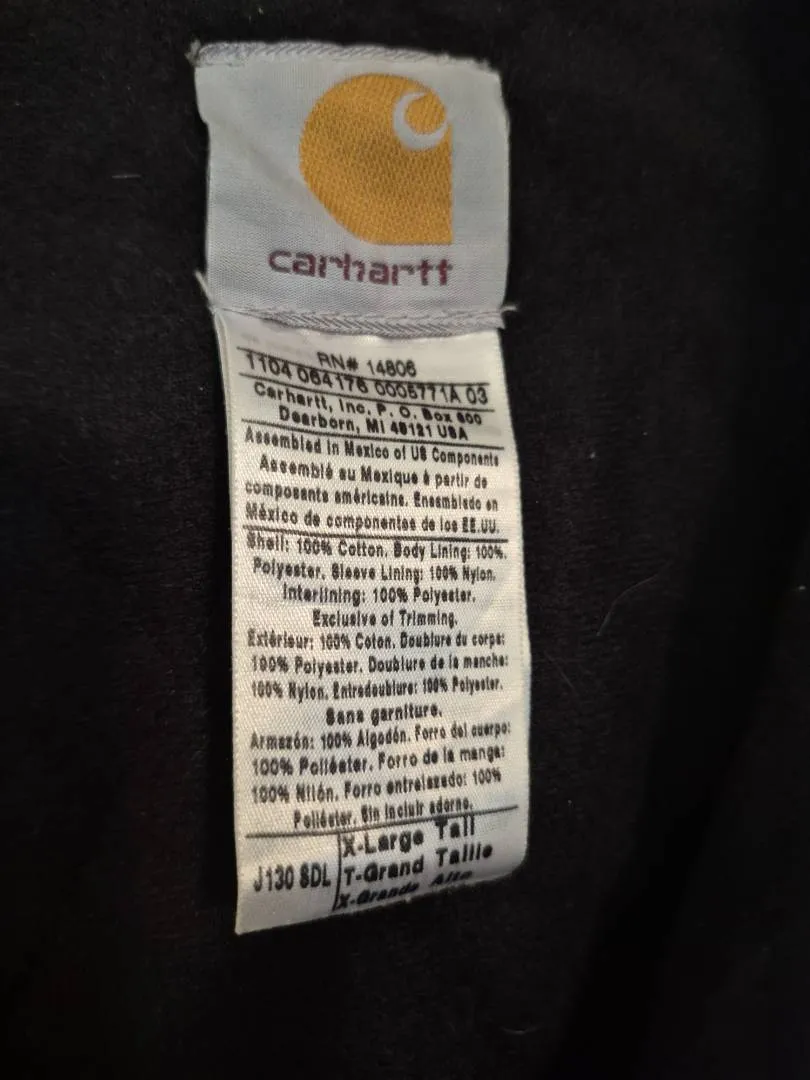 carhartt
RN# 14806
1104 064176 0005771A 03
Carhartt, Inc. P. O. Box 600
Dearborn, MI 48121 USA
Assembled in Mexico of US Components
Assemblé au Mexique à partir de
composants américains. Ensamblado en
México de componentes de los EE.UU.
Shell: 100% Cotton. Body Lining: 100%.
Polyester. Sleeve Lining: 100% Nylon.
Interlining: 100% Polyester.
Exclusive of Trimming.
Extérieur: 100% Coton. Doublure du corps:
100% Polyester. Doublure de la manche:
100% Nylon. Entredoublure: 100% Polyester.
Sans garniture.
Armazón: 100% Algodón. Forro del cuerpo:
100% Poliéster. Forro de la manga:
100% Nilón. Forro entrelazado: 100%
Poliéster. Sin incluir adorno.
J130 SDL
X-Large Tall
T-Grand Taille
X-Grande Alto